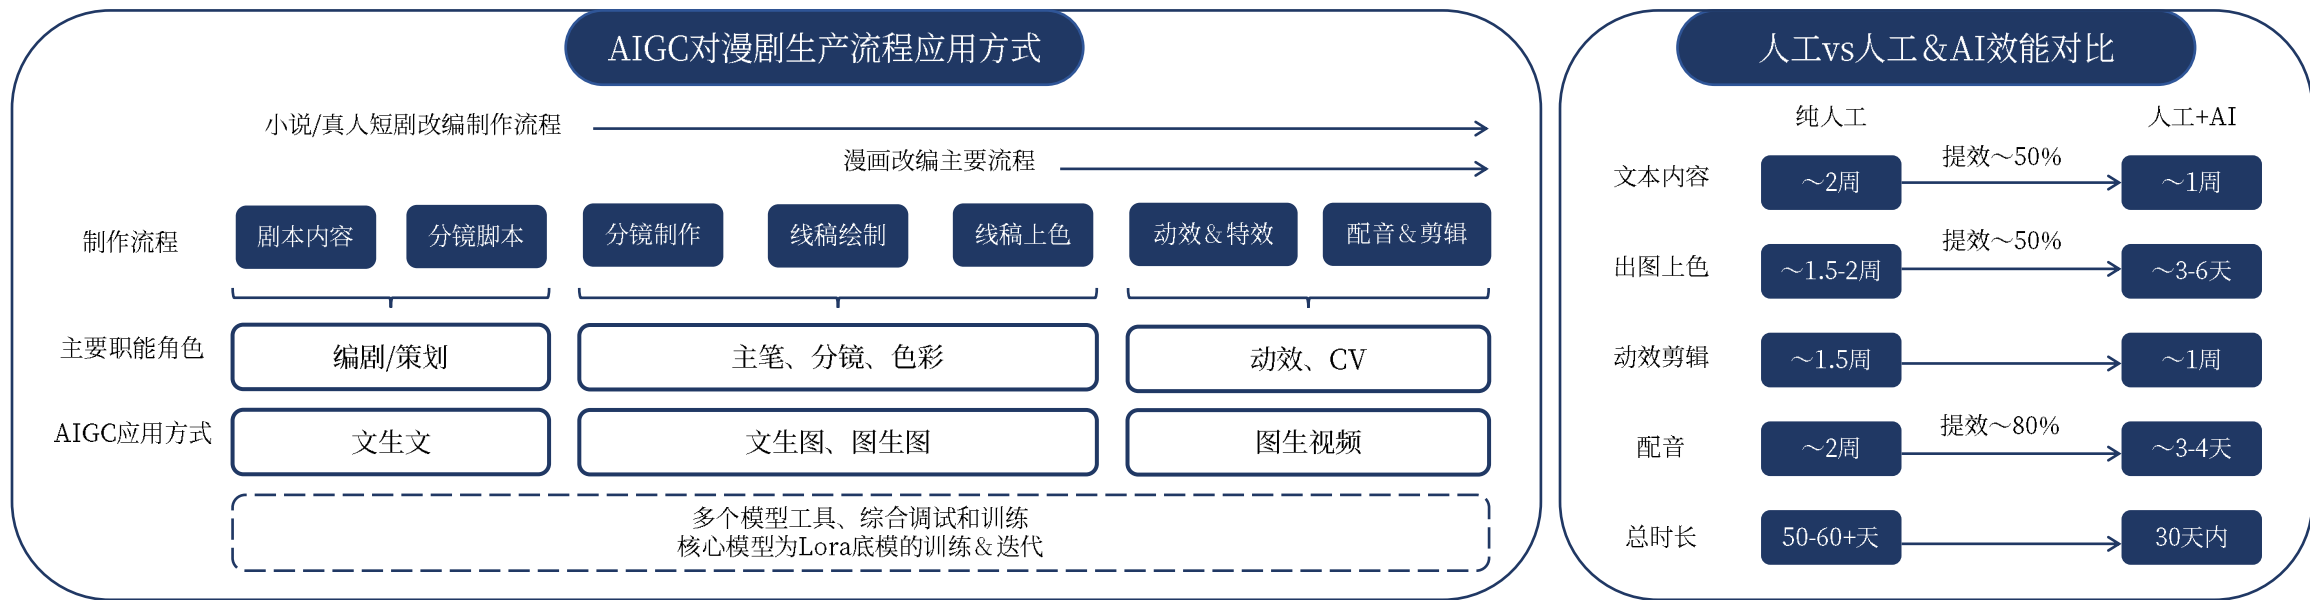 AIGC对漫剧生产流程应用方式
小说/真人短剧改编制作流程
漫画改编主要流程
制作流程
剧本内容
分镜脚本
分镜制作
线稿绘制
线稿上色
动效&特效
配音&剪辑
主要职能角色
编剧/策划
主笔、分镜、色彩
动效、CV
AIGC应用方式
文生文
文生图、图生图
图生视频
多个模型工具、综合调试和训练
核心模型为Lora底模的训练&迭代
人工vs人工&AI效能对比
纯人工
人工+AI
文本内容
~2周
提效~50%
~1周
出图上色
~1.5-2周
提效~50%
~3-6天
动效剪辑
~1.5周
~1周
配音
~2周
提效~80%
~3-4天
总时长
50-60+天
30天内